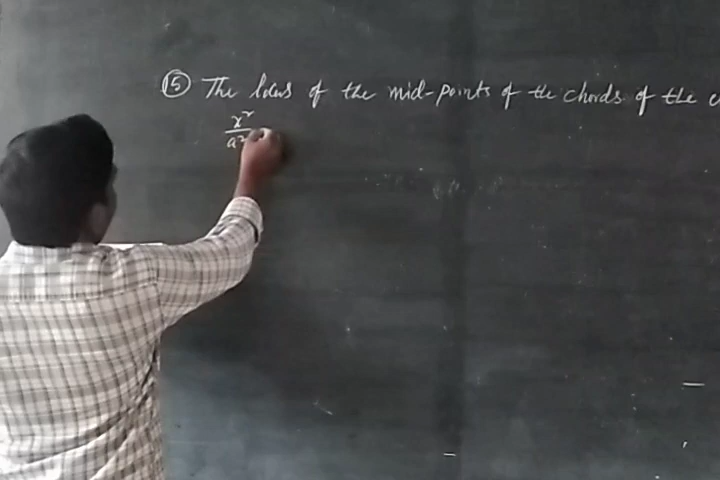 15 The locus of the mid-points of the chords of the
x²
a²